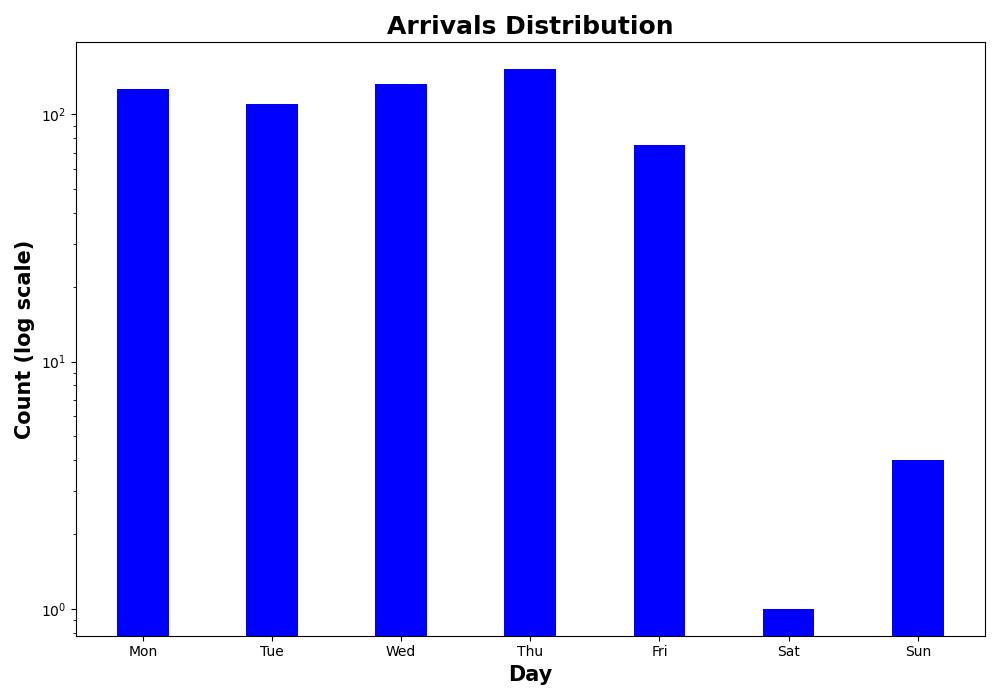 Arrivals Distribution
Count (log scale)
10²
10¹
10⁰
Mon Tue Wed Thu Fri Sat Sun
Day